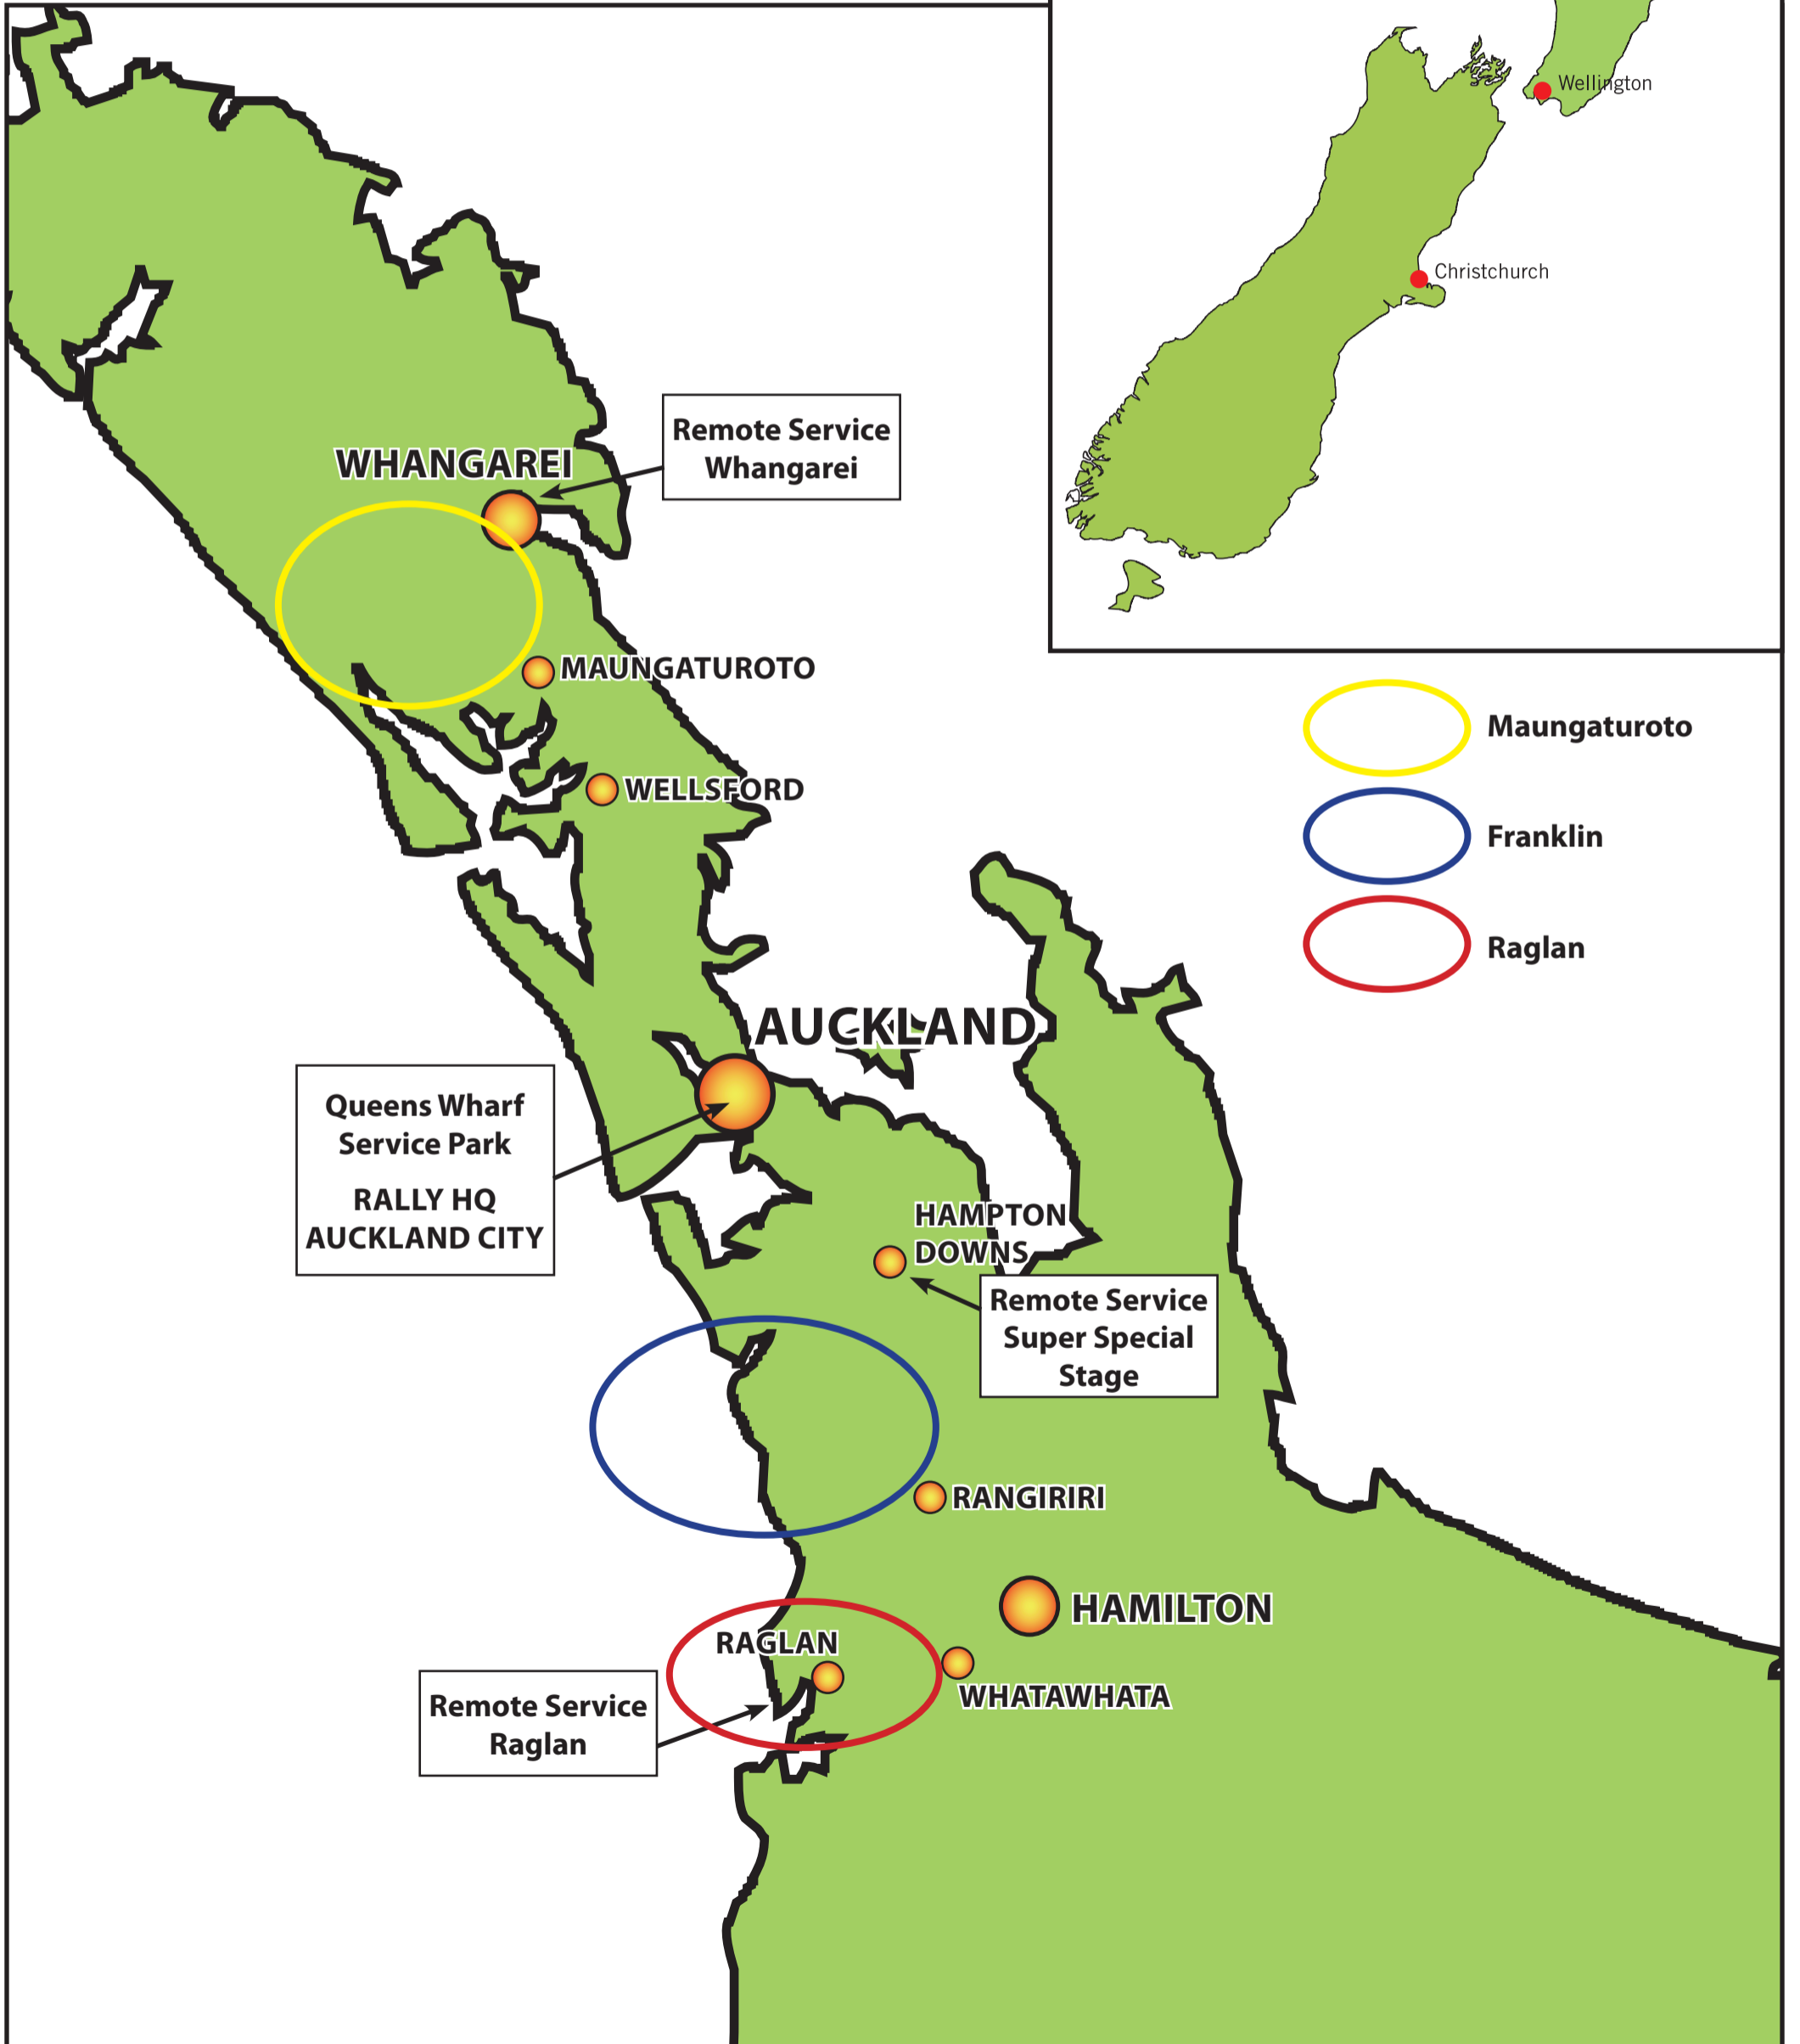 Wellington
Christchurch
Remote Service
Whangarei
WHANGAREI
MAUNGATUROTO
Maungaturoto
WELLSFORD
Franklin
Raglan
AUCKLAND
Queens Wharf
Service Park
RALLY HQ
AUCKLAND CITY
HAMPTON
DOWNS
Remote Service
Super Special
Stage
RANGIRIRI
HAMILTON
RAGLAN
WHATAWHATA
Remote Service
Raglan